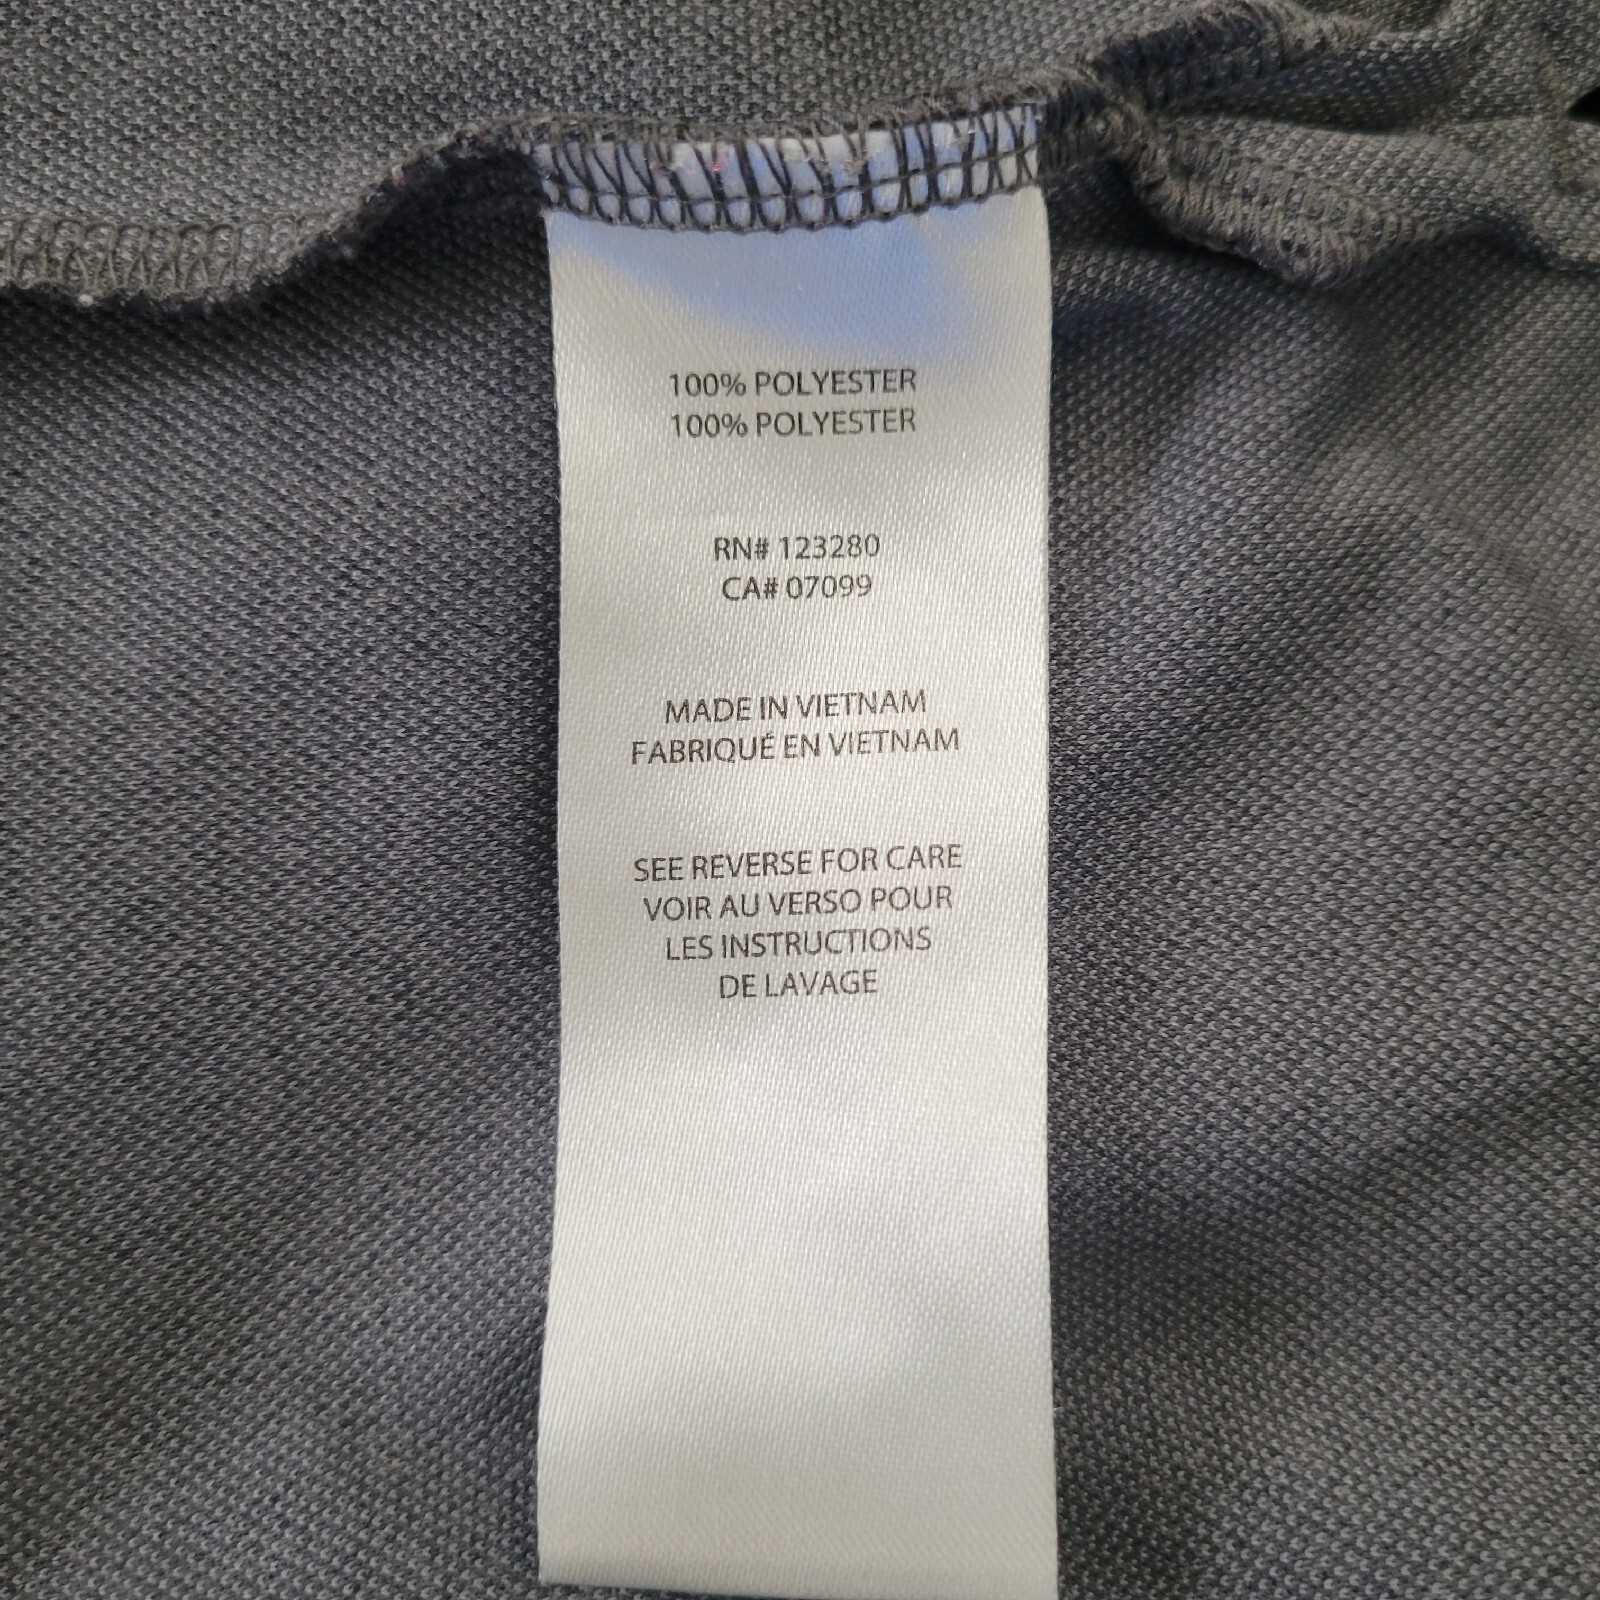 100% POLYESTER
100% POLYESTER
RN# 123280
CA# 07099
MADE IN VIETNAM
FABRIQUÉ EN VIETNAM
SEE REVERSE FOR CARE
VOIR AU VERSO POUR
LES INSTRUCTIONS
DE LAVAGE